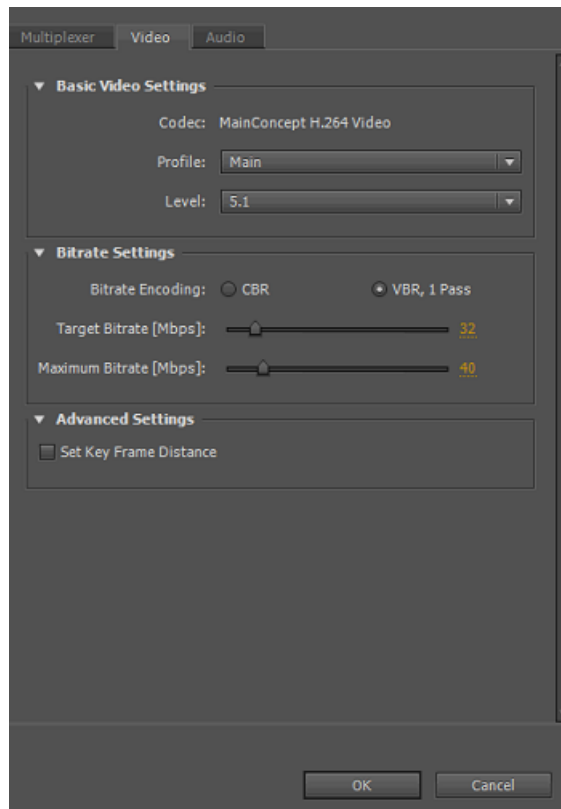 Multiplexer Video Audio
Basic Video Settings
Codec: MainConcept H.264 Video
Profile: Main
Level: 5.1
Bitrate Settings
Bitrate Encoding: CBR VBR, 1 Pass
Target Bitrate [Mbps]: 32
Maximum Bitrate [Mbps]: 40
Advanced Settings
Set Key Frame Distance
OK Cancel